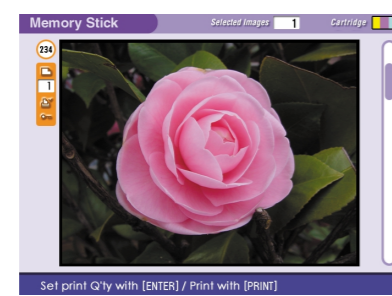 Memory Stick
Selected Images 1
Cartridge
234
1
Set print Q'ty with [ENTER] / Print with [PRINT]